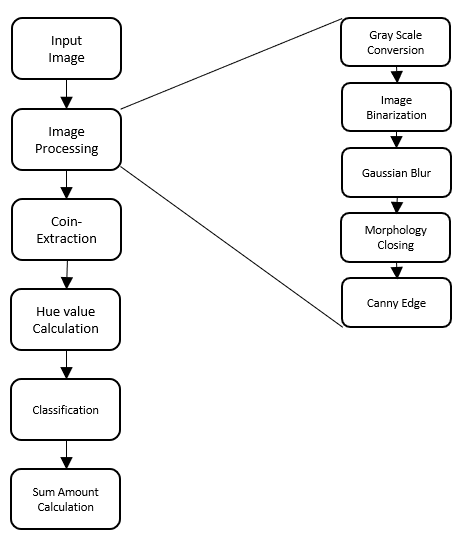 Input
Image
Image
Processing
Coin-
Extraction
Hue value
Calculation
Classification
Sum Amount
Calculation
Gray Scale
Conversion
Image
Binarization
Gaussian Blur
Morphology
Closing
Canny Edge